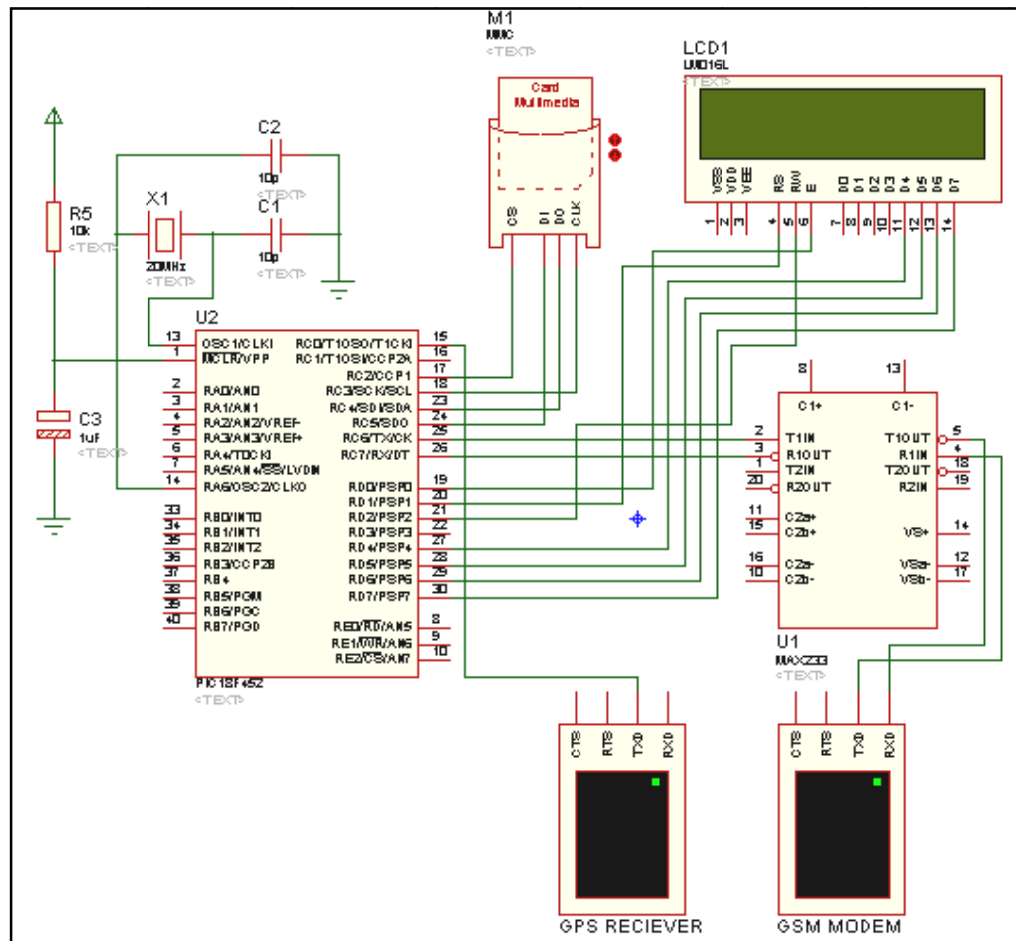 M1
MMC
<TEXT>
Card
Multimedia
CS
DI
DO
CLK
LCD1
LM016L
<TEXT>
VSS
VDD
VEE
RS
RW
E
D0
D1
D2
D3
D4
D5
D6
D7
1
2
3
4
5
6
7
8
9
10
11
12
13
14
C2
10p
<TEXT>
X1
20MHz
<TEXT>
C1
10p
<TEXT>
R5
10k
<TEXT>
C3
1uF
<TEXT>
U2
13 OSC1/CLKI
1 MCLR/VPP
2 RA0/AN0
3 RA1/AN1
4 RA2/AN2/VREF-
5 RA3/AN3/VREF+
6 RA4/T0CKI
7 RA5/AN4/SS/LVDIN
14 RA6/OSC2/CLKO
33 RB0/INT0
34 RB1/INT1
35 RB2/INT2
36 RB3/CCP2B
37 RB4
38 RB5/PGM
39 RB6/PGC
40 RB7/PGD
RC0/T1OSO/T1CKI 15
RC1/T1OSI/CCP2A 16
RC2/CCP1 17
RC3/SCK/SCL 18
RC4/SDI/SDA 23
RC5/SDO 24
RC6/TX/CK 25
RC7/RX/DT 26
RD0/PSP0 19
RD1/PSP1 20
RD2/PSP2 21
RD3/PSP3 22
RD4/PSP4 27
RD5/PSP5 28
RD6/PSP6 29
RD7/PSP7 30
RE0/RD/AN5 8
RE1/WR/AN6 9
RE2/CS/AN7 10
PIC18F452
<TEXT>
8
13
C1+
C1-
2 T1IN
3 R1OUT
1 T2IN
20 R2OUT
11 C2a+
15 C2b+
16 C2a-
10 C2b-
T1OUT 5
R1IN 4
T2OUT 18
R2IN 19
VS+ 14
VSa- 12
VSb- 17
U1
MAX233
<TEXT>
CTS
RTS
TXD
RXD
GPS RECIEVER
CTS
RTS
TXD
RXD
GSM MODEM